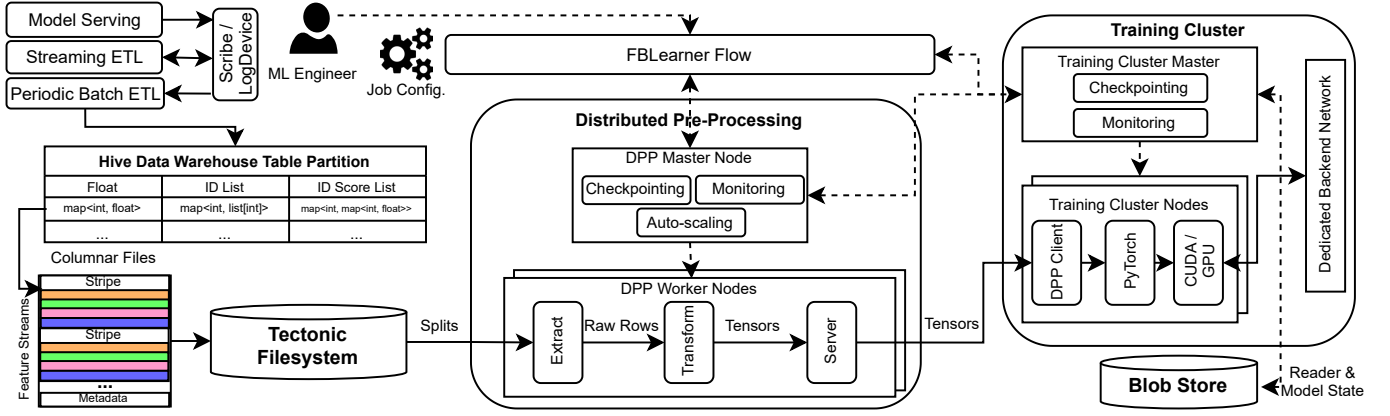 Model Serving
Streaming ETL
Periodic Batch ETL
Scribe /
LogDevice
ML Engineer
Job Config.
FBLearner Flow
Hive Data Warehouse Table Partition
Float
ID List
ID Score List
map<int, float>
map<int, list[int]>
map<int, map<int, float>>
...
...
...
Columnar Files
Feature Streams
Stripe
Stripe
...
Metadata
Tectonic
Filesystem
Splits
Distributed Pre-Processing
DPP Master Node
Checkpointing
Monitoring
Auto-scaling
DPP Worker Nodes
Extract
Raw Rows
Transform
Tensors
Server
Tensors
Training Cluster
Training Cluster Master
Checkpointing
Monitoring
Training Cluster Nodes
DPP Client
PyTorch
CUDA /
GPU
Dedicated Backend Network
Blob Store
Reader &
Model State